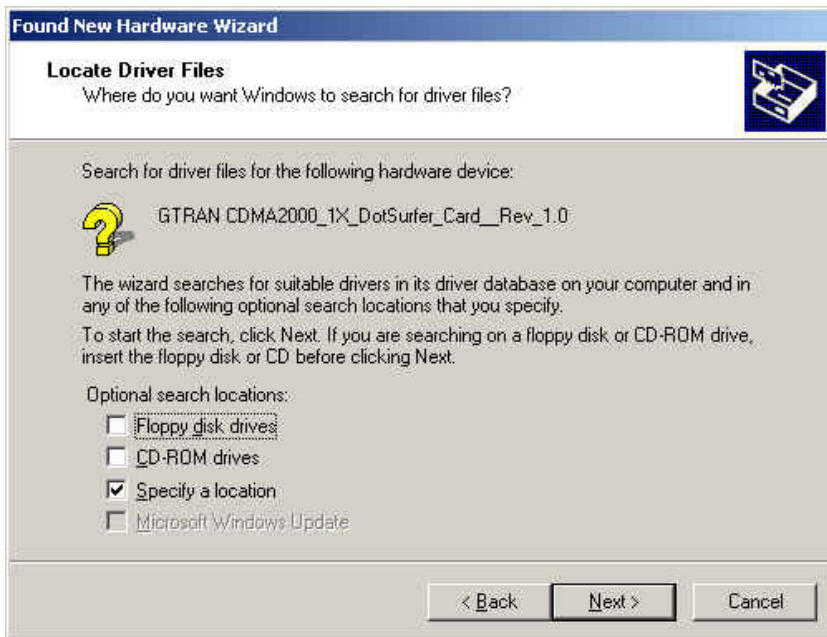 Found New Hardware Wizard
Locate Driver Files
Where do you want Windows to search for driver files?
Search for driver files for the following hardware device:
GTRAN CDMA2000_1X_DotSurfer_Card__Rev_1.0
The wizard searches for suitable drivers in its driver database on your computer and in
any of the following optional search locations that you specify.
To start the search, click Next. If you are searching on a floppy disk or CD-ROM drive,
insert the floppy disk or CD before clicking Next.
Optional search locations:
Floppy disk drives
CD-ROM drives
Specify a location
Microsoft Windows Update
< Back Next > Cancel